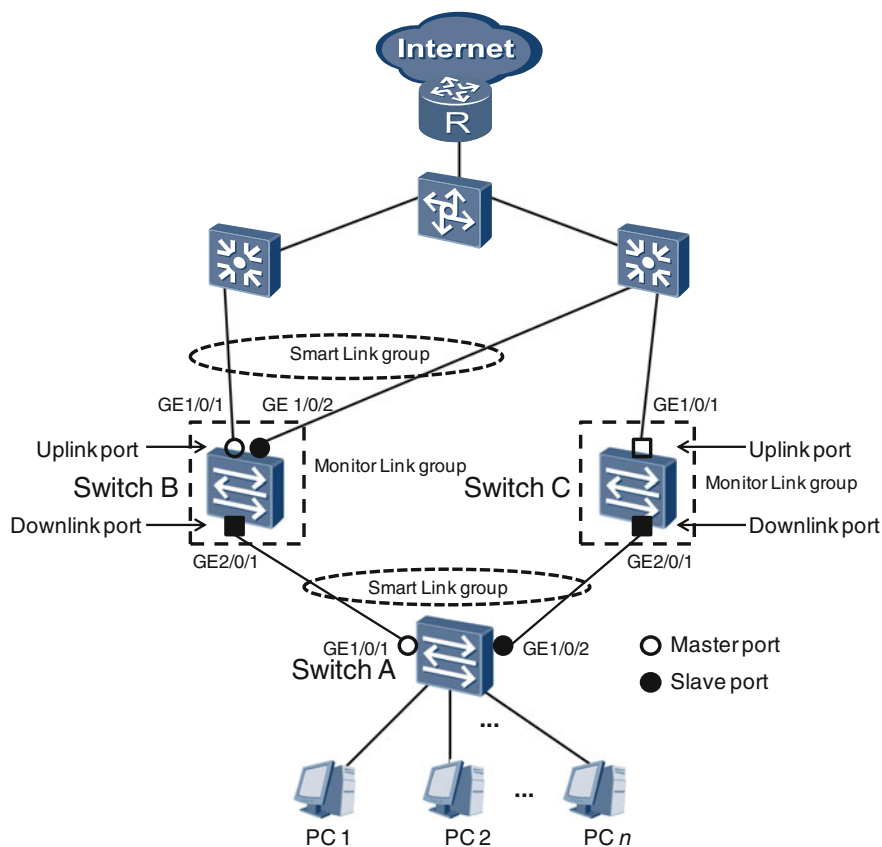 Internet
R
Smart Link group
GE1/0/1
GE 1/0/2
GE1/0/1
Uplink port
Uplink port
Monitor Link group
Switch B
Switch C
Monitor Link group
Downlink port
Downlink port
GE2/0/1
GE2/0/1
Smart Link group
GE1/0/1
GE1/0/2
Switch A
Master port
Slave port
...
...
PC 1
PC 2
PC n